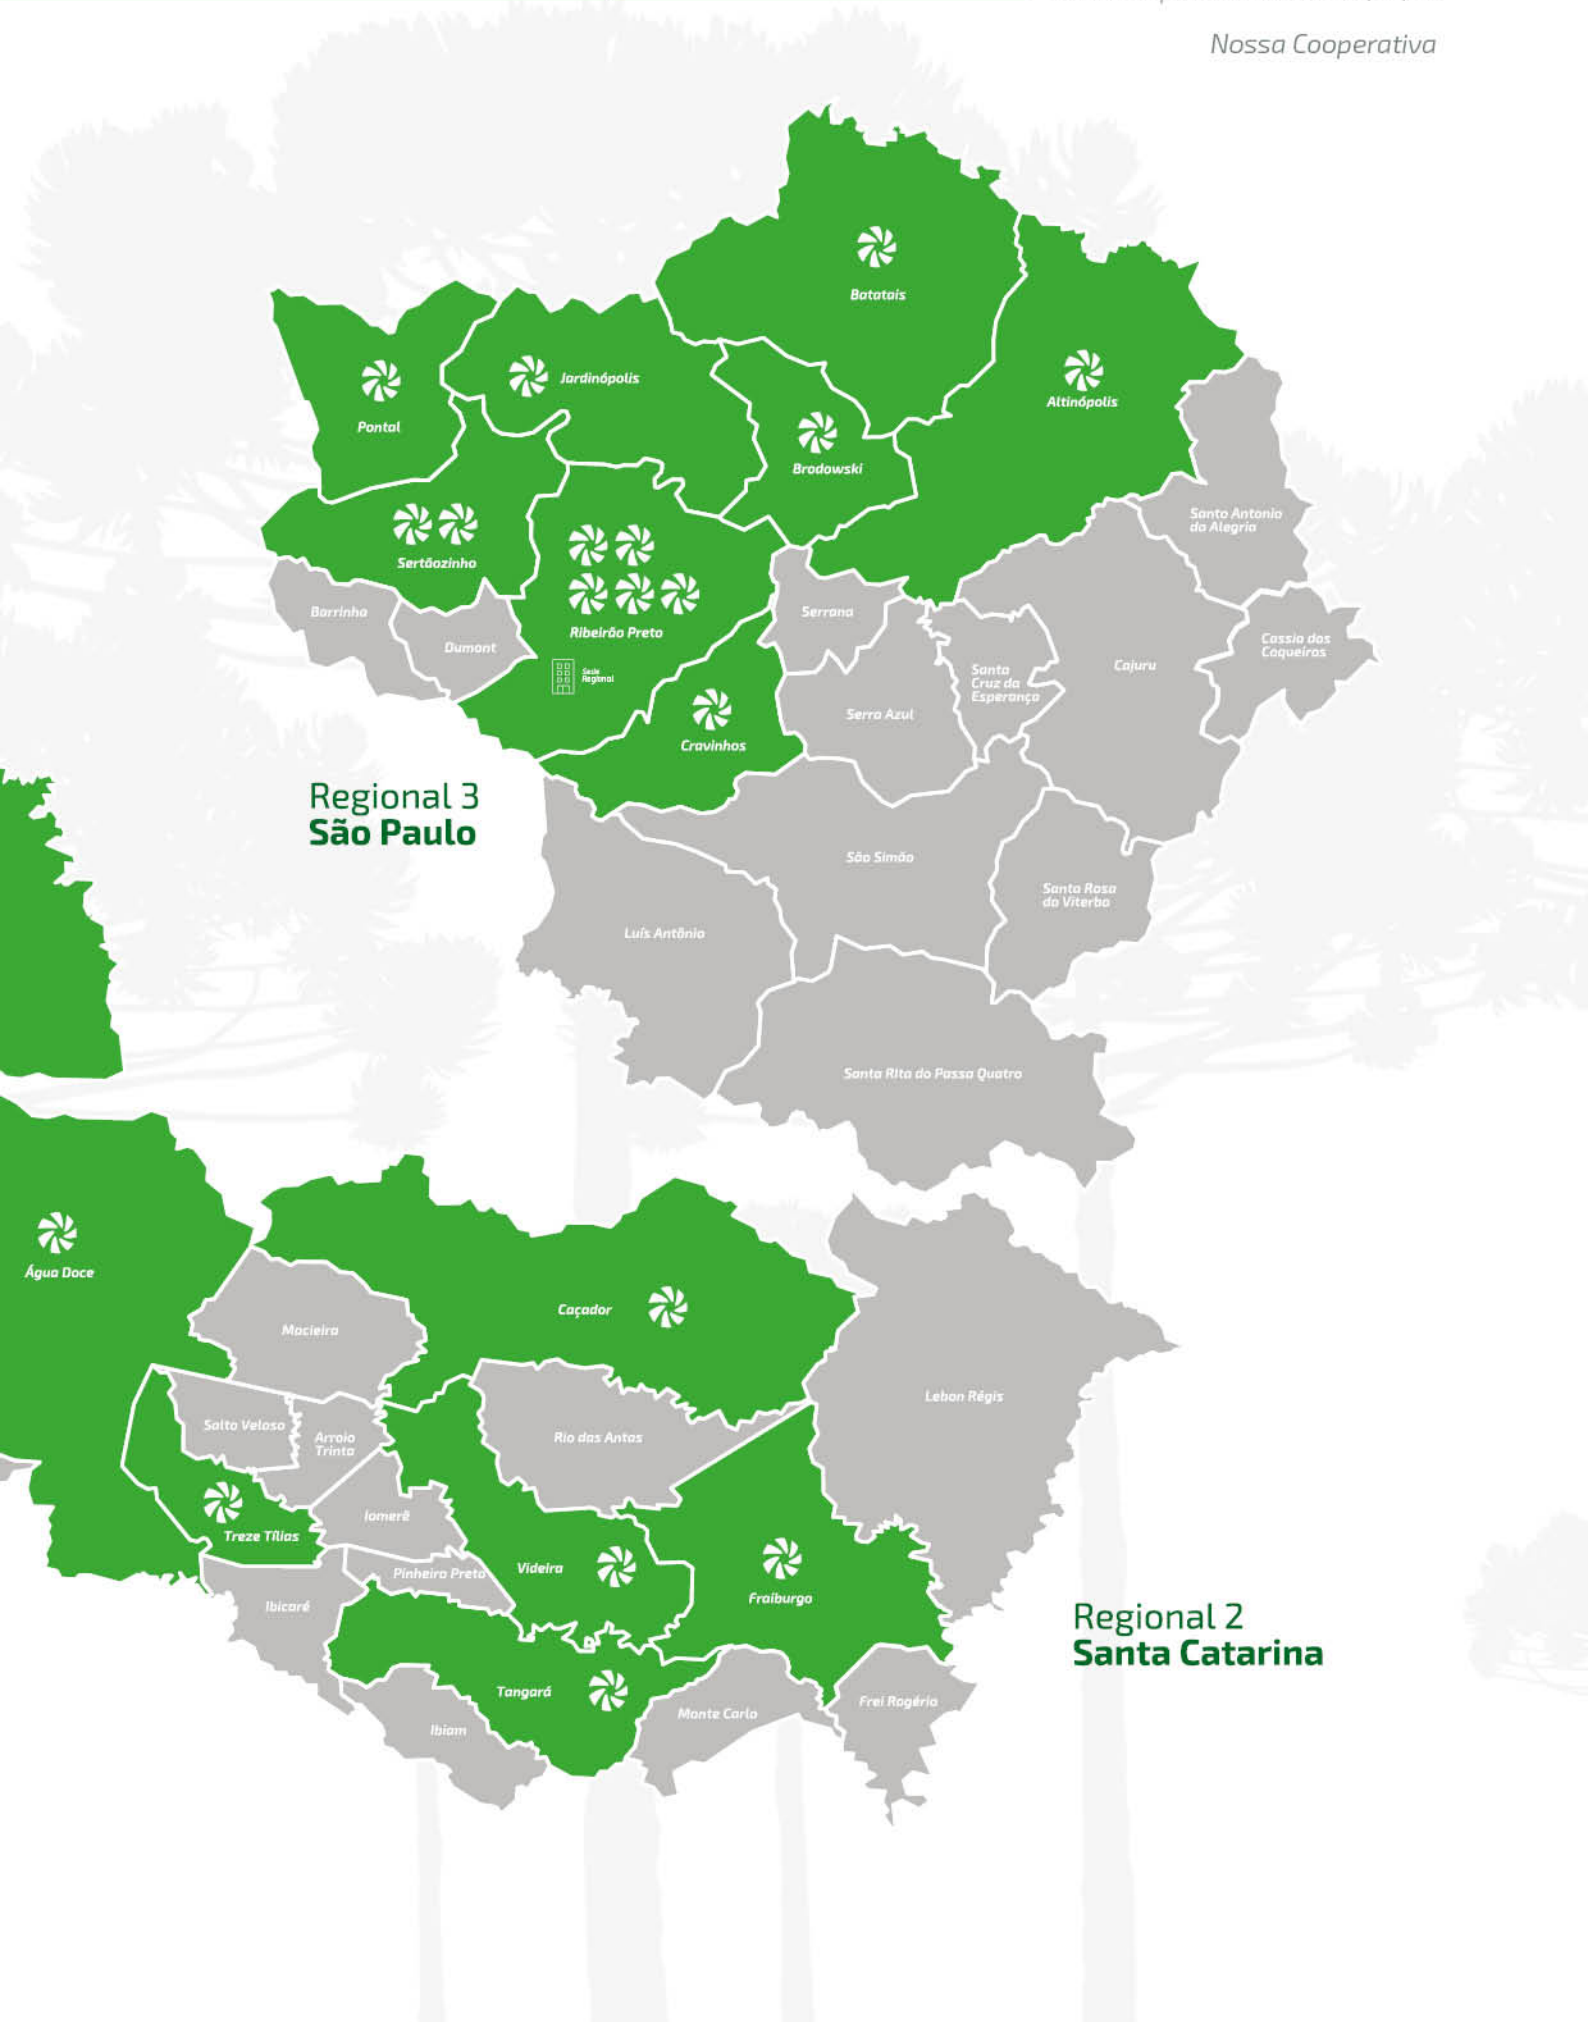 Nossa Cooperativa
Batatais
Altinópolis
Jardinópolis
Pontal
Brodowski
Santo Antonio
da Alegria
Sertãozinho
Barrinha
Dumont
Ribeirão Preto
Sede
Regional
Serrana
Cassia dos
Coqueiros
Cajuru
Santa
Cruz da
Esperança
Serra Azul
Cravinhos
Regional 3
São Paulo
São Simão
Santa Rosa
do Viterbo
Luís Antônio
Santa Rita do Passa Quatro
Água Doce
Caçador
Macieira
Lebon Régis
Salto Veloso
Arroio
Trinta
Rio das Antas
Iomerê
Treze Tílias
Videira
Pinheiro Preto
Fraiburgo
Ibicaré
Regional 2
Santa Catarina
Tangará
Monte Carlo
Frei Rogério
Ibiam